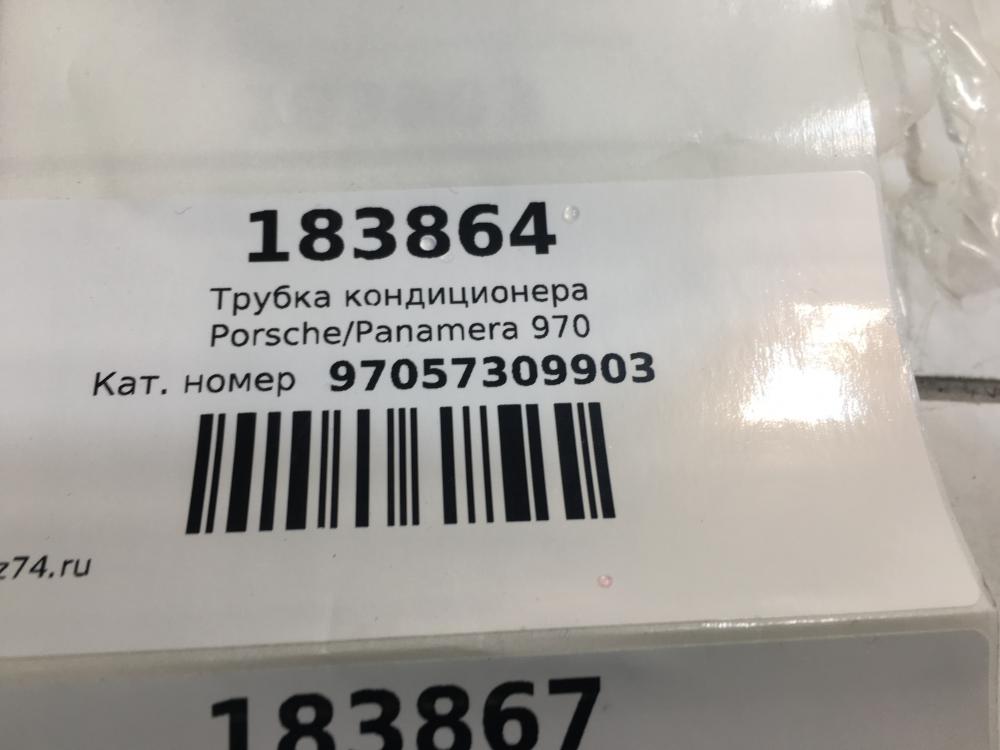 183864
Трубка кондиционера
Porsche/Panamera 970
Кат. номер 97057309903
z74.ru
183867